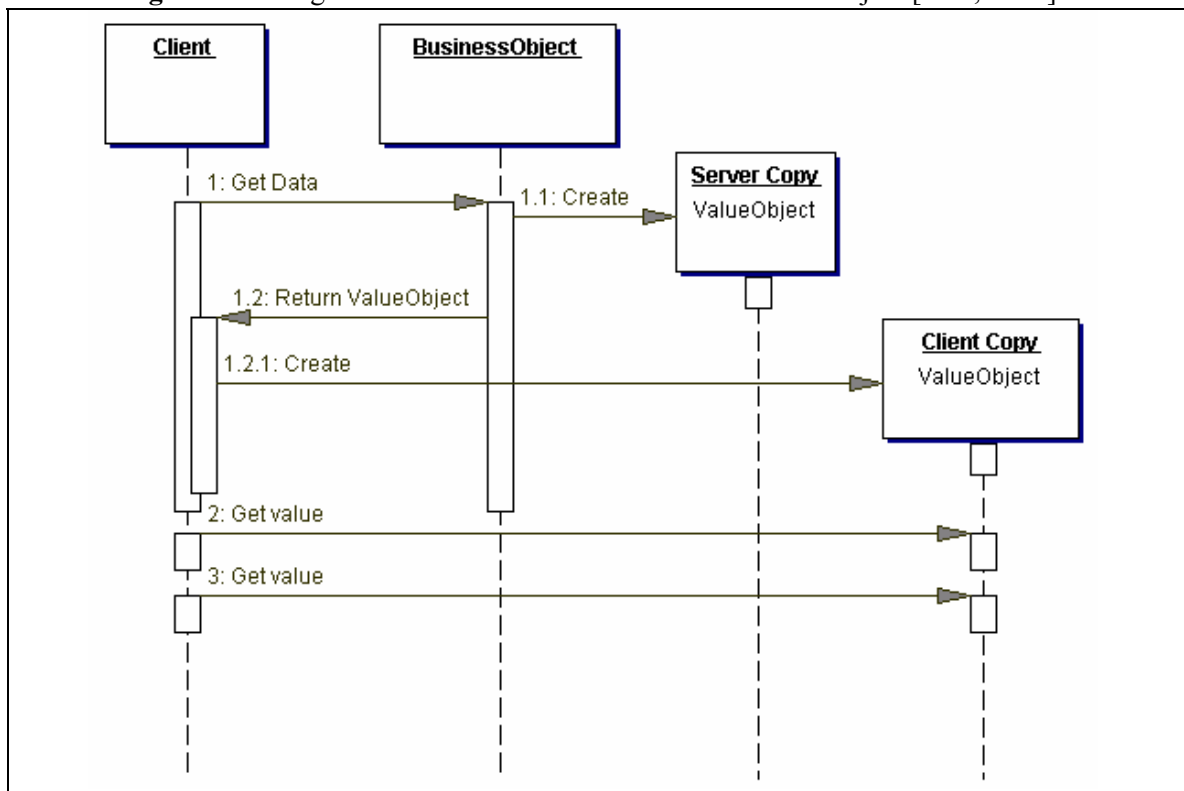 Client
BusinessObject
Server Copy
ValueObject
1: Get Data
1.1: Create
1.2: Return ValueObject
Client Copy
ValueObject
1.2.1: Create
2: Get value
3: Get value